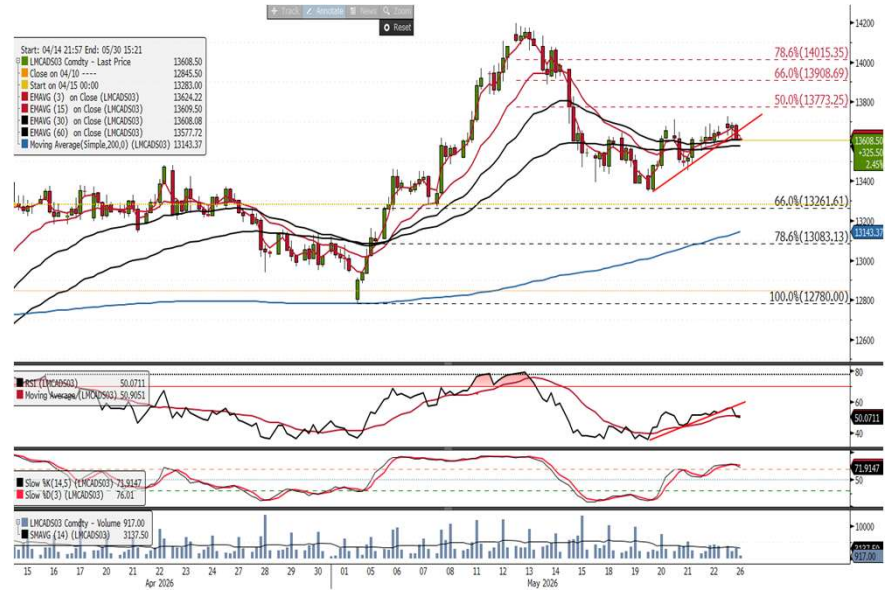 Track Annotate News Zoom
Reset
Start: 04/14 21:57 End: 05/30 15:21
LMCADS03 Comdty - Last Price 13608.50
Close on 04/10 ---- 12845.50
Start on 04/15 00:00 13283.00
EMAVG (3) on Close (LMCADS03) 13624.22
EMAVG (15) on Close (LMCADS03) 13609.50
EMAVG (30) on Close (LMCADS03) 13608.08
EMAVG (60) on Close (LMCADS03) 13577.72
Moving Average(Simple,200,0) (LMCADS03) 13143.37
78.6%(14015.35)
66.0%(13908.69)
50.0%(13773.25)
66.0%(13261.61)
78.6%(13083.13)
100.0%(12780.00)
14200
14000
13800
13608.50
+325.50
2.45%
13400
13200
13143.37
13000
12800
12600
RSI (LMCADS03) 50.0711
Moving Average (LMCADS03) 50.9051
80
60
50.0711
40
Slow %K(14,5) (LMCADS03) 71.9147
Slow %D(3) (LMCADS03) 76.01
71.9147
50
LMCADS03 Comdty - Volume 917.00
SMAVG (14) (LMCADS03) 3137.50
10000
3137.50
917.00
15 16 17 20 21 22 23 24 27 28 29 30 01 05 06 07 08 11 12 13 14 15 18 19 20 21 22 26
Apr 2026 May 2026